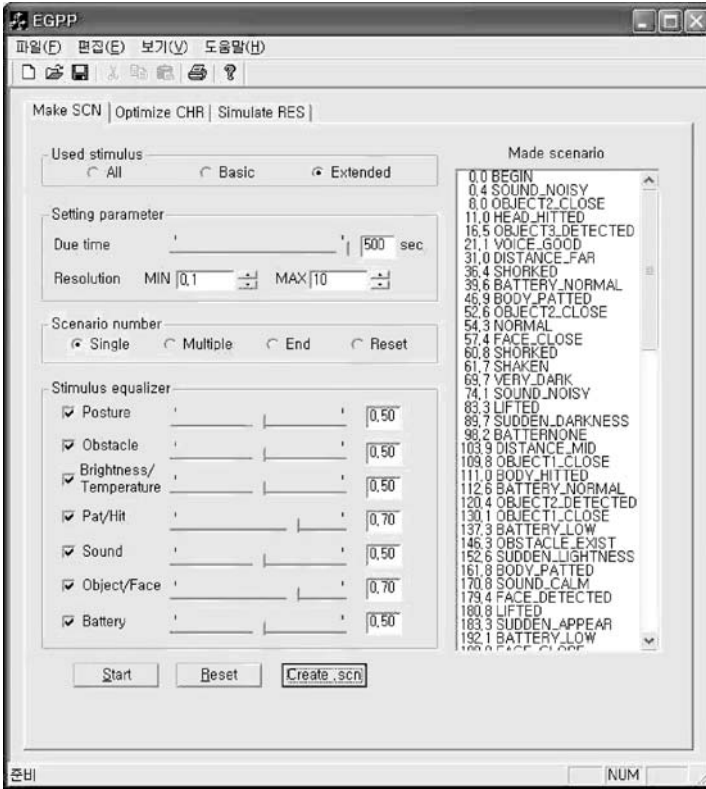 EGPP
파일(F) 편집(E) 보기(V) 도움말(H)
Make SCN Optimize CHR Simulate RES
Used stimulus
All Basic Extended
Setting parameter
Due time 500 sec
Resolution MIN 0,1 MAX 10
Scenario number
Single Multiple End Reset
Stimulus equalizer
Posture 0,50
Obstacle 0,50
Brightness/
Temperature 0,50
Pat/Hit 0,70
Sound 0,50
Object/Face 0,70
Battery 0,50
Start Reset Create .scn
Made scenario
0,0 BEGIN
0,4 SOUND_NOISY
8,0 OBJECT2_CLOSE
11,0 HEAD_HITTED
16,5 OBJECT3_DETECTED
21,1 VOICE_GOOD
31,0 DISTANCE_FAR
36,4 SHORKED
39,6 BATTERY_NORMAL
46,9 BODY_PATTED
52,6 OBJECT2_CLOSE
54,3 NORMAL
57,4 FACE_CLOSE
60,8 SHORKED
61,7 SHAKEN
69,7 VERY_DARK
74,1 SOUND_NOISY
83,3 LIFTED
89,7 SUDDEN_DARKNESS
98,2 BATTERNONE
103,9 DISTANCE_MID
109,8 OBJECT1_CLOSE
111,0 BODY_HITTED
112,6 BATTERY_NORMAL
120,4 OBJECT2_DETECTED
130,1 OBJECT1_CLOSE
137,3 BATTERY_LOW
146,3 OBSTACLE_EXIST
152,6 SUDDEN_LIGHTNESS
161,8 BODY_PATTED
170,8 SOUND_CALM
179,4 FACE_DETECTED
180,8 LIFTED
183,3 SUDDEN_APPEAR
192,1 BATTERY_LOW
준비 NUM